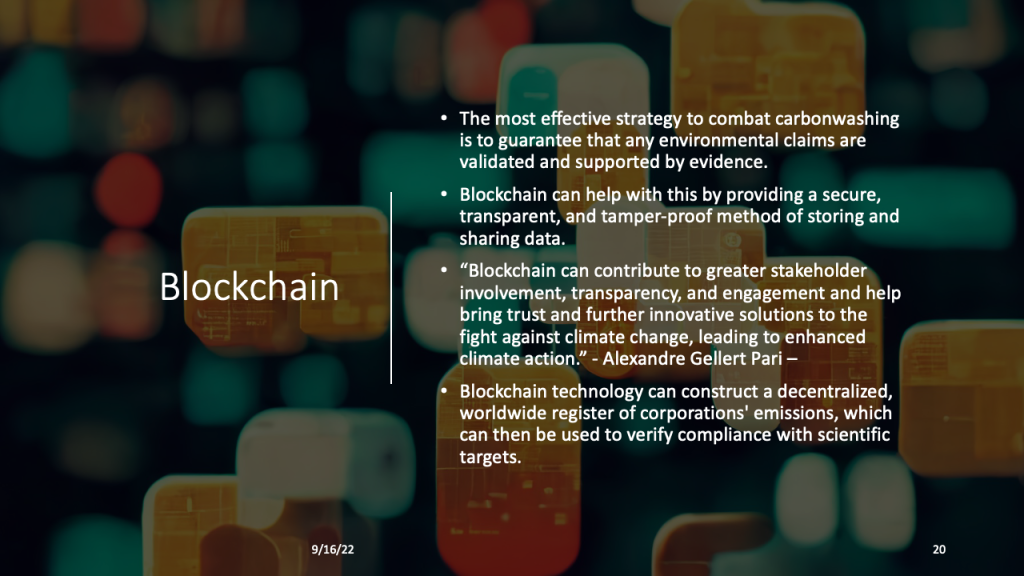 Blockchain
• The most effective strategy to combat carbonwashing
is to guarantee that any environmental claims are
validated and supported by evidence.
• Blockchain can help with this by providing a secure,
transparent, and tamper-proof method of storing and
sharing data.
• “Blockchain can contribute to greater stakeholder
involvement, transparency, and engagement and help
bring trust and further innovative solutions to the
fight against climate change, leading to enhanced
climate action.” - Alexandre Gellert Pari –
• Blockchain technology can construct a decentralized,
worldwide register of corporations' emissions, which
can then be used to verify compliance with scientific
targets.
9/16/22
20